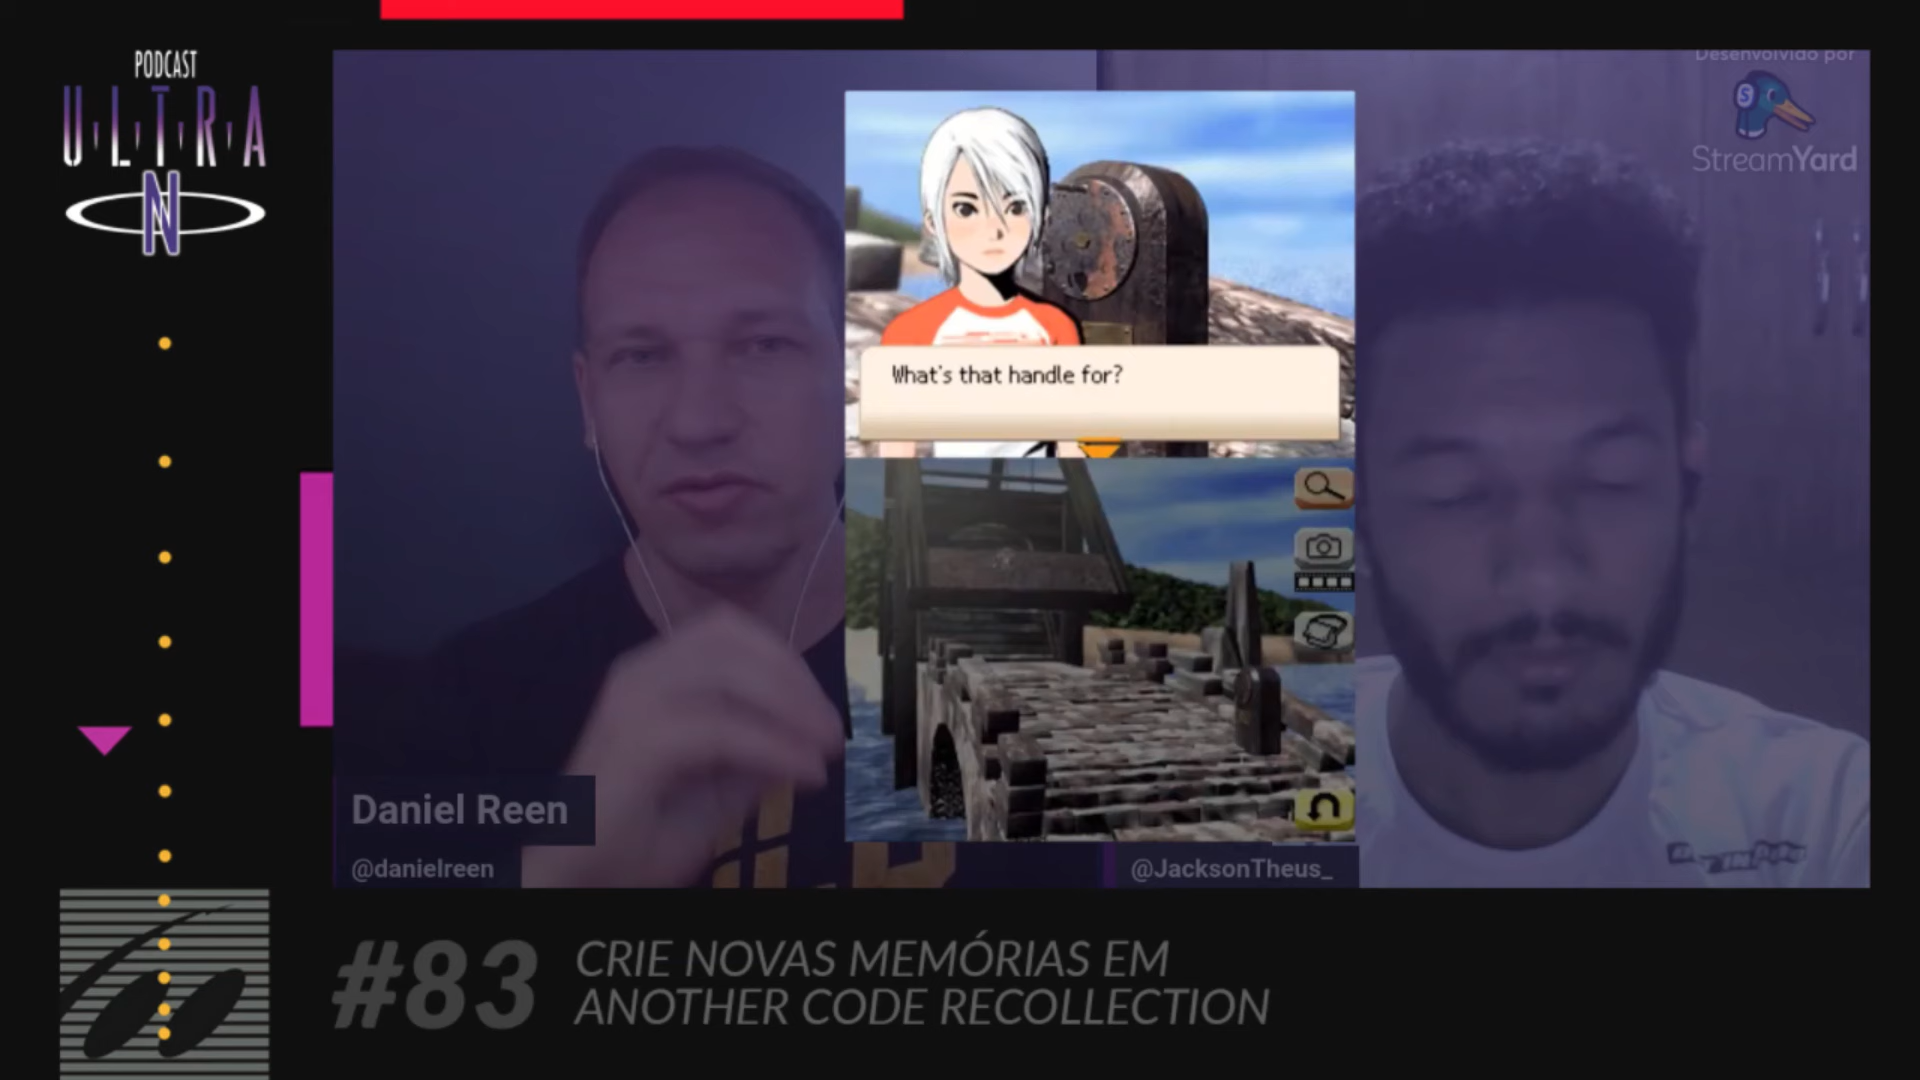 PODCAST
ULTRA
N
Desenvolvido por
S
StreamYard
What's that handle for?
Daniel Reen
@danielreen
@JacksonTheus_
#83
CRIE NOVAS MEMÓRIAS EM
ANOTHER CODE RECOLLECTION